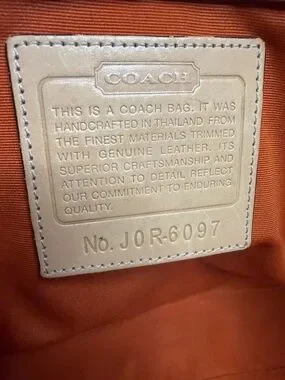 COACH
THIS IS A COACH BAG. IT WAS
HANDCRAFTED IN THAILAND FROM
THE FINEST MATERIALS TRIMMED
WITH GENUINE LEATHER. ITS
SUPERIOR CRAFTSMANSHIP AND
ATTENTION TO DETAIL REFLECT
OUR COMMITMENT TO ENDURING
QUALITY.
No. J0R-6097